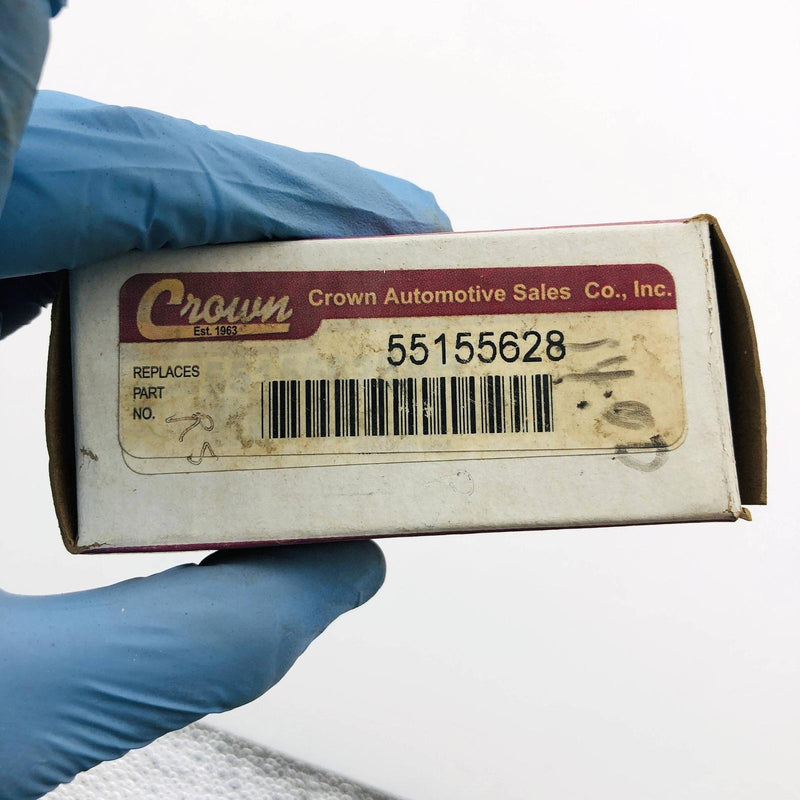 Crown
Est. 1963
Crown Automotive Sales Co., Inc.
REPLACES
PART
NO.
55155628